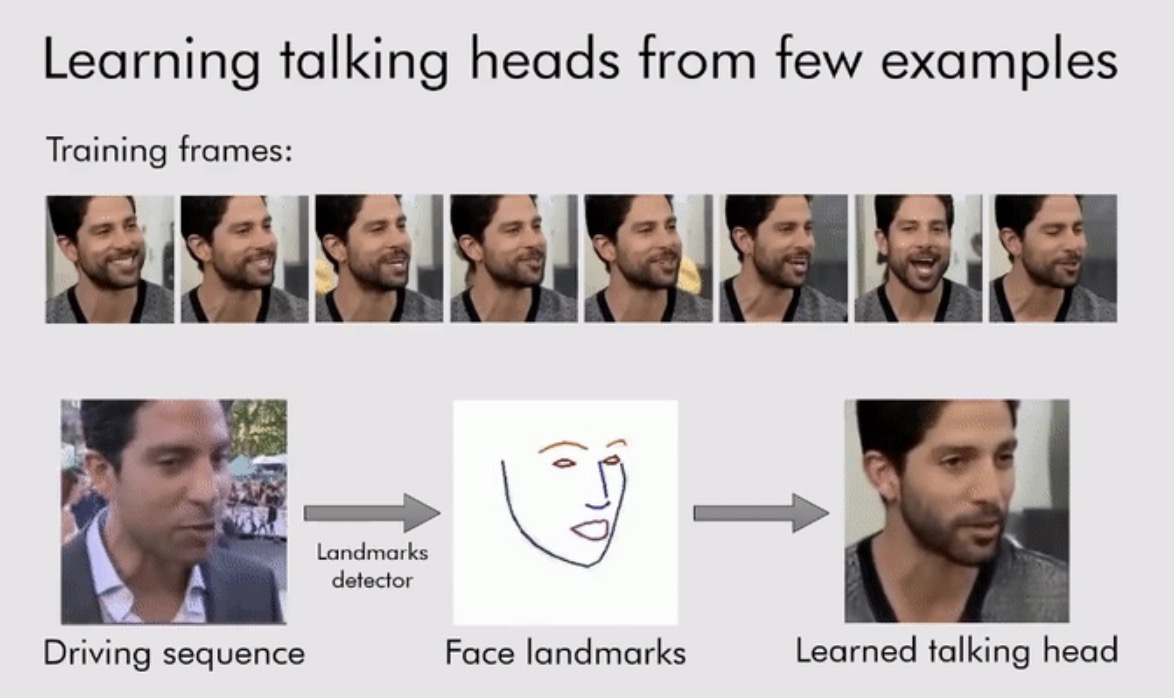 Learning talking heads from few examples
Training frames:
Landmarks
detector
Driving sequence
Face landmarks
Learned talking head